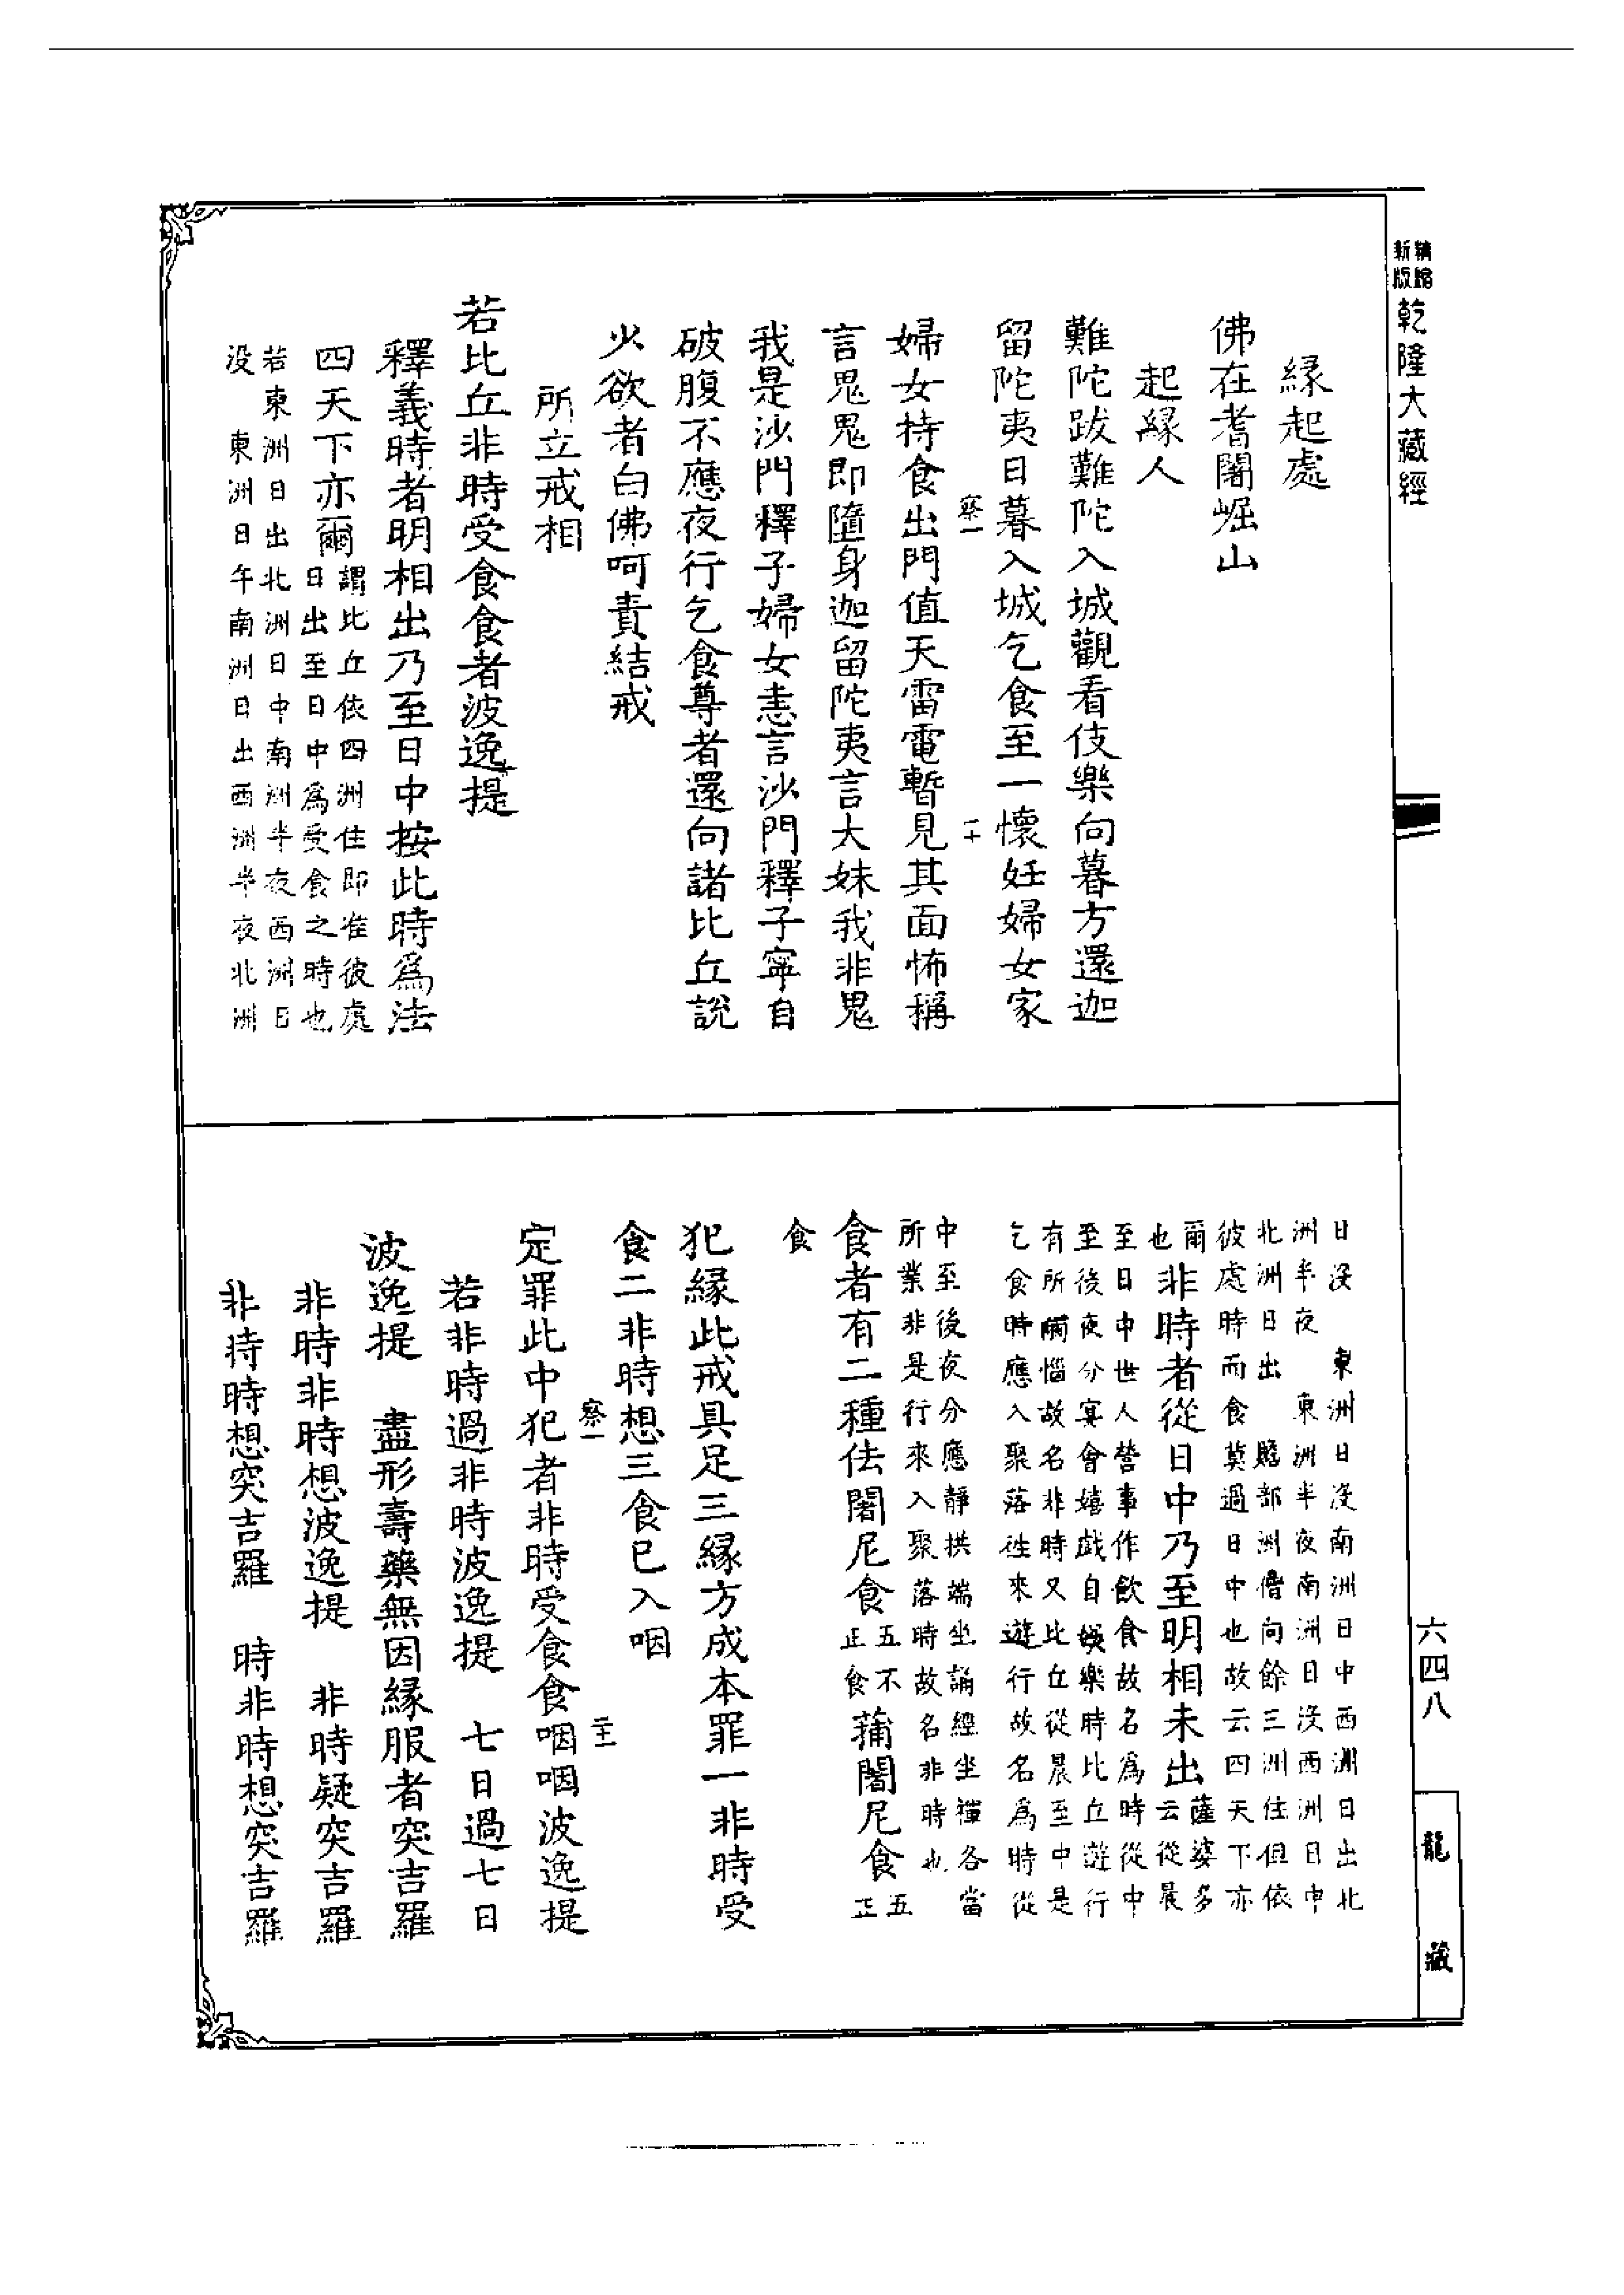 精縮新版
乾隆大藏經
緣起處
佛在耆闍崛山
起緣人
難陀跋難陀入城觀看伎樂向暮方還迦
留陀夷日暮入城乞食至一懷妊婦女家
察一
二十
婦女持食出門值天雷電暫見其面怖稱
言鬼鬼即墮身迦留陀夷言大妹我非鬼
我是沙門釋子婦女恚言沙門釋子寧自
破腹不應夜行乞食尊者還向諸比丘說
少欲者白佛呵責結戒
所立戒相
若比丘非時受食食者波逸提
釋義時者明相出乃至日中按此時為法
四天下亦爾
謂比丘依四洲住即准彼處
日出至日中為受食之時也
若東洲日出北洲日中南洲半夜西洲日
沒　東洲日午南洲日出西洲半夜北洲
日沒　東洲日沒南洲日中西洲日出北
洲半夜　東洲半夜南洲日沒西洲日中
北洲日出　贍部洲僧向餘三洲住但依
彼處時而食莫過日中也故云四天下亦
爾
也
非時者從日中乃至明相未出
薩婆多
云從晨
至日中世人營事作飲食故名為時從中
至後夜分宴會嬉戲自娛樂時比丘遊行
有所觸惱故名非時又比丘從晨至中是
乞食時應入聚落往來遊行故名為時從
中至後夜分應靜拱端坐誦經坐禪各當
所業非是行來入聚落時故名非時也
食者有二種佉闍尼食
五不
正食
蒲闍尼食
五
正
食
犯緣此戒具足三緣方成本罪一非時受
食二非時想三食已入咽
察一
二十一
定罪此中犯者非時受食食咽咽波逸提
若非時過非時波逸提　七日過七日
波逸提　盡形壽藥無因緣服者突吉羅
非時非時想波逸提　非時疑突吉羅
非時時想突吉羅　時非時想突吉羅
六四八
龍藏